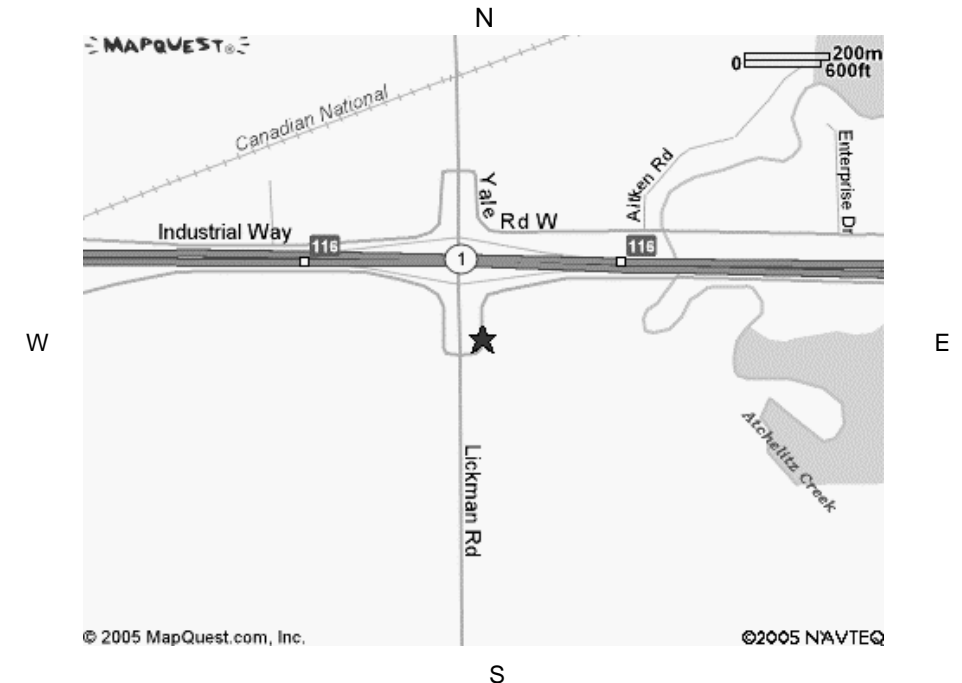 N
MAPQUEST®
0 200m
600ft
Canadian National
Enterprise Dr
Aitken Rd
Yale
Rd W
Industrial Way
116
116
1
W
E
Lickman Rd
Atchelitz Creek
© 2005 MapQuest.com, Inc.
©2005 NAVTEQ
S